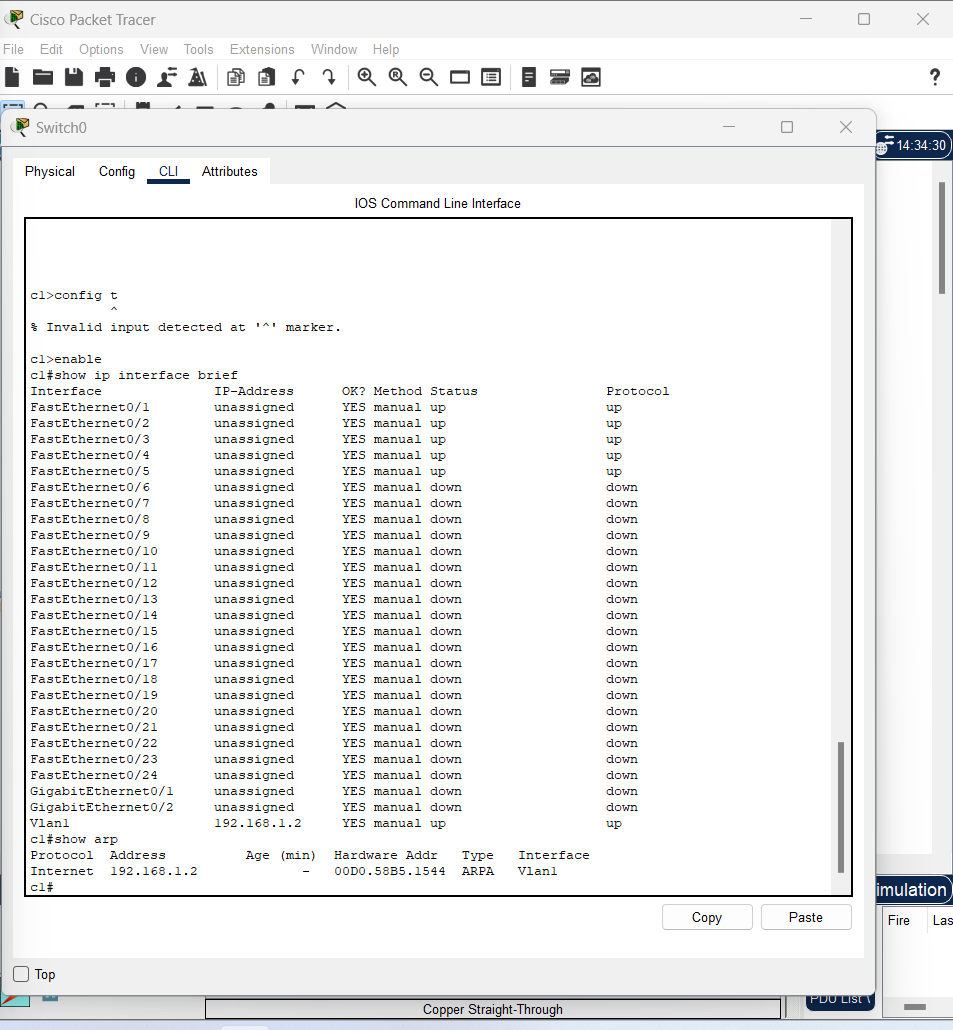 Cisco Packet Tracer
File Edit Options View Tools Extensions Window Help
?
Switch0
14:34:30
Physical Config CLI Attributes
IOS Command Line Interface
c1>config t
^
% Invalid input detected at '^' marker.
c1>enable
c1#show ip interface brief
Interface IP-Address OK? Method Status Protocol
FastEthernet0/1 unassigned YES manual up up
FastEthernet0/2 unassigned YES manual up up
FastEthernet0/3 unassigned YES manual up up
FastEthernet0/4 unassigned YES manual up up
FastEthernet0/5 unassigned YES manual up up
FastEthernet0/6 unassigned YES manual down down
FastEthernet0/7 unassigned YES manual down down
FastEthernet0/8 unassigned YES manual down down
FastEthernet0/9 unassigned YES manual down down
FastEthernet0/10 unassigned YES manual down down
FastEthernet0/11 unassigned YES manual down down
FastEthernet0/12 unassigned YES manual down down
FastEthernet0/13 unassigned YES manual down down
FastEthernet0/14 unassigned YES manual down down
FastEthernet0/15 unassigned YES manual down down
FastEthernet0/16 unassigned YES manual down down
FastEthernet0/17 unassigned YES manual down down
FastEthernet0/18 unassigned YES manual down down
FastEthernet0/19 unassigned YES manual down down
FastEthernet0/20 unassigned YES manual down down
FastEthernet0/21 unassigned YES manual down down
FastEthernet0/22 unassigned YES manual down down
FastEthernet0/23 unassigned YES manual down down
FastEthernet0/24 unassigned YES manual down down
GigabitEthernet0/1 unassigned YES manual down down
GigabitEthernet0/2 unassigned YES manual down down
Vlan1 192.168.1.2 YES manual up up
c1#show arp
Protocol Address Age (min) Hardware Addr Type Interface
Internet 192.168.1.2 - 00D0.58B5.1544 ARPA Vlan1
c1#
imulation
Copy Paste
Fire Las
Top
PDU List
Copper Straight-Through